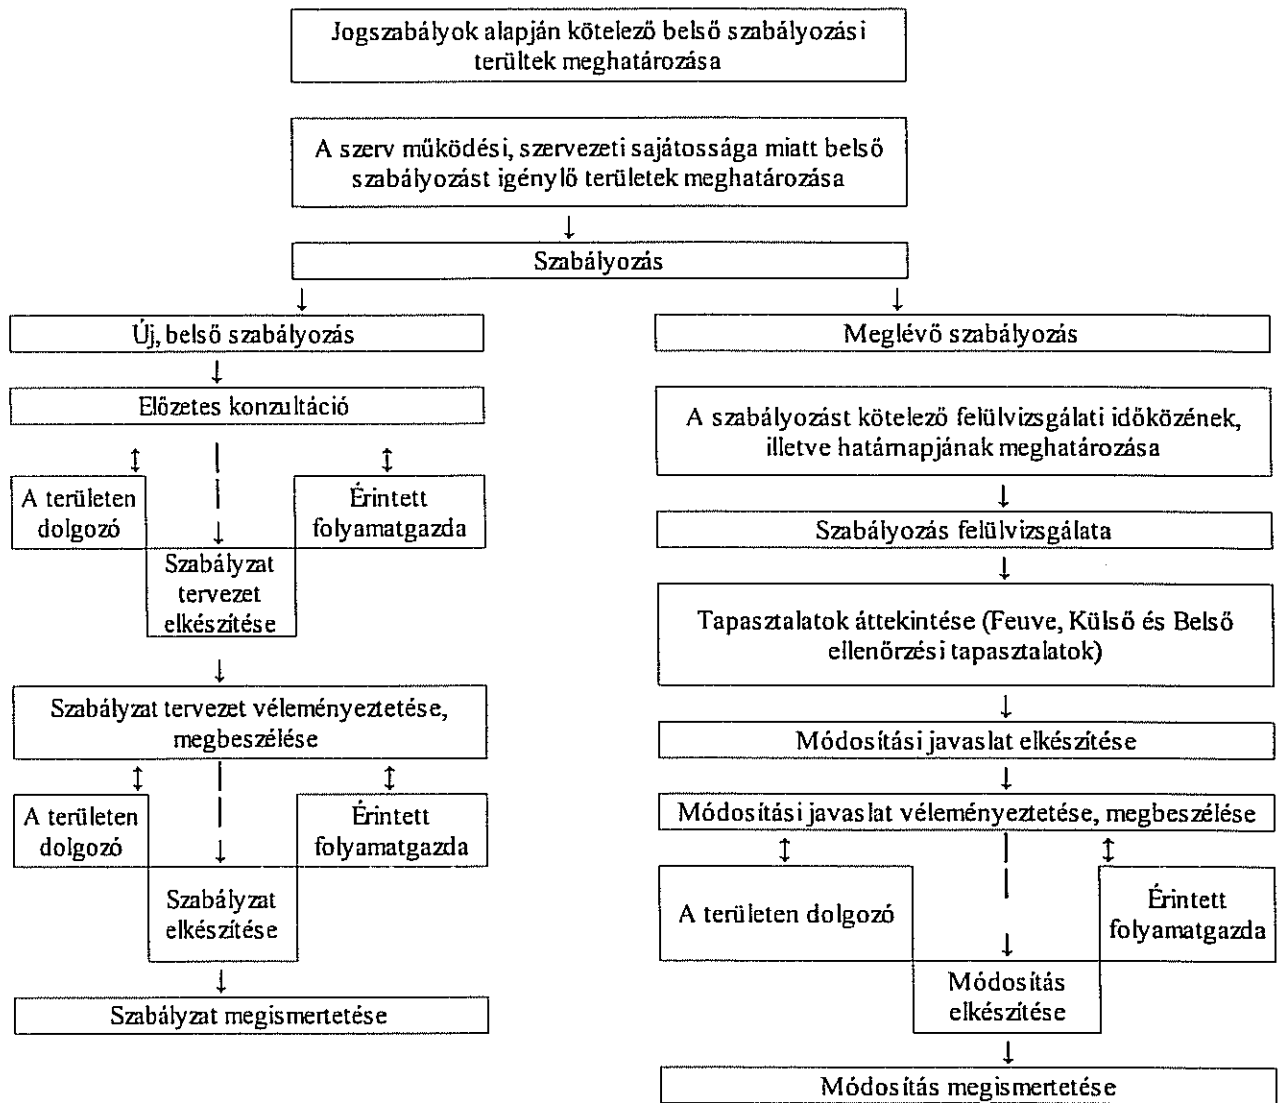 Jogszabályok alapján kötelező belső szabályozási
terültek meghatározása
A szerv működési, szervezeti sajátossága miatt belső
szabályozást igénylő területek meghatározása
Szabályozás
Új, belső szabályozás
Előzetes konzultáció
A területen
dolgozó
Érintett
folyamatgazda
Szabályzat
tervezet
elkészítése
Szabályzat tervezet véleményeztetése,
megbeszélése
A területen
dolgozó
Érintett
folyamatgazda
Szabályzat
elkészítése
Szabályzat megismertetése
Meglévő szabályozás
A szabályozást kötelező felülvizsgálati időközének,
illetve határnapjának meghatározása
Szabályozás felülvizsgálata
Tapasztalatok áttekintése (Feuve, Külső és Belső
ellenőrzési tapasztalatok)
Módosítási javaslat elkészítése
Módosítási javaslat véleményeztetése, megbeszélése
A területen dolgozó
Érintett
folyamatgazda
Módosítás
elkészítése
Módosítás megismertetése